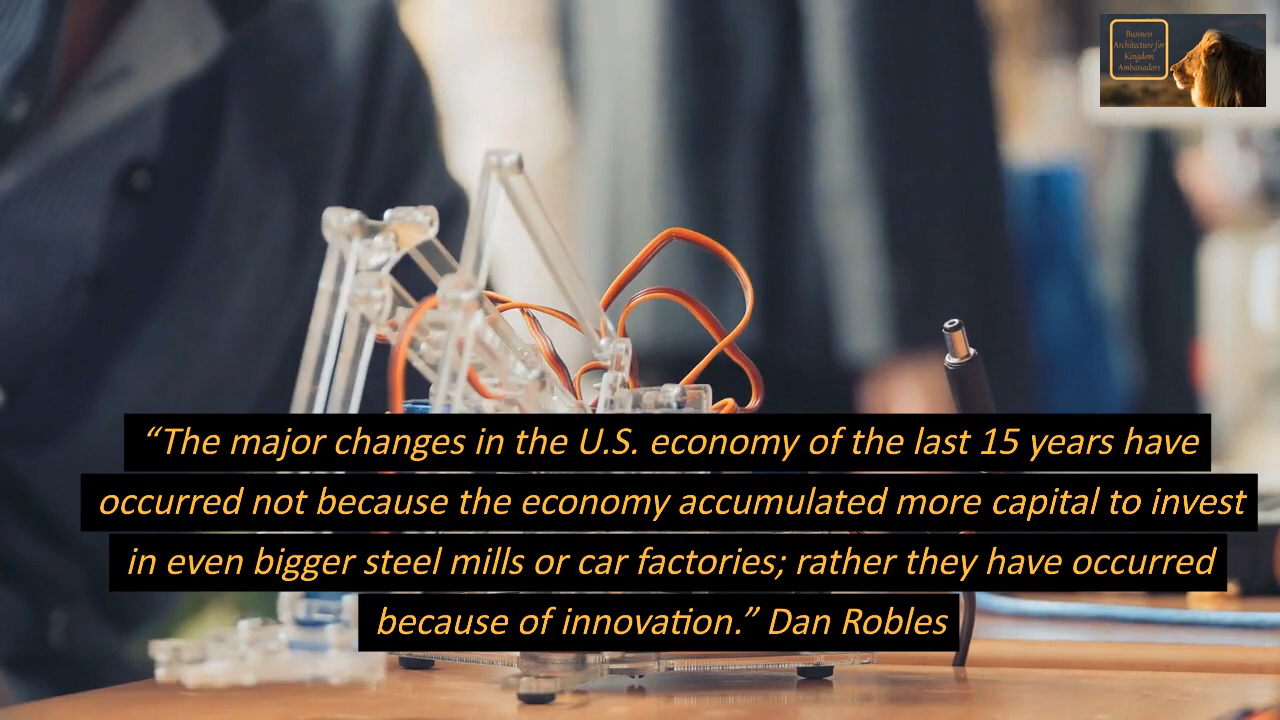 Business
Architecture for
Kingdom
Ambassadors
“The major changes in the U.S. economy of the last 15 years have
occurred not because the economy accumulated more capital to invest
in even bigger steel mills or car factories; rather they have occurred
because of innovation.” Dan Robles